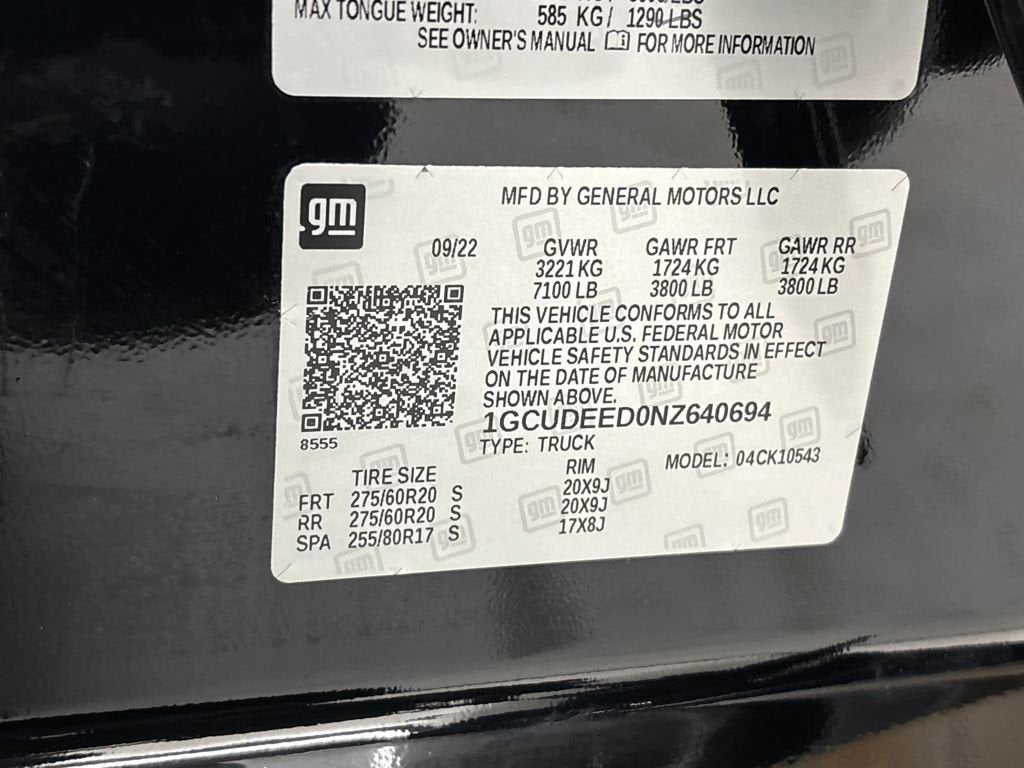 MAX TONGUE WEIGHT: 585 KG / 1290 LBS
SEE OWNER'S MANUAL FOR MORE INFORMATION
gm
MFD BY GENERAL MOTORS LLC
09/22 GVWR GAWR FRT GAWR RR
3221 KG 1724 KG 1724 KG
7100 LB 3800 LB 3800 LB
THIS VEHICLE CONFORMS TO ALL
APPLICABLE U.S. FEDERAL MOTOR
VEHICLE SAFETY STANDARDS IN EFFECT
ON THE DATE OF MANUFACTURE
SHOWN ABOVE.
1GCUDEED0NZ640694
8555
TYPE: TRUCK
MODEL: 04CK10543
TIRE SIZE RIM
FRT 275/60R20 S 20X9J
RR 275/60R20 S 20X9J
SPA 255/80R17 S 17X8J